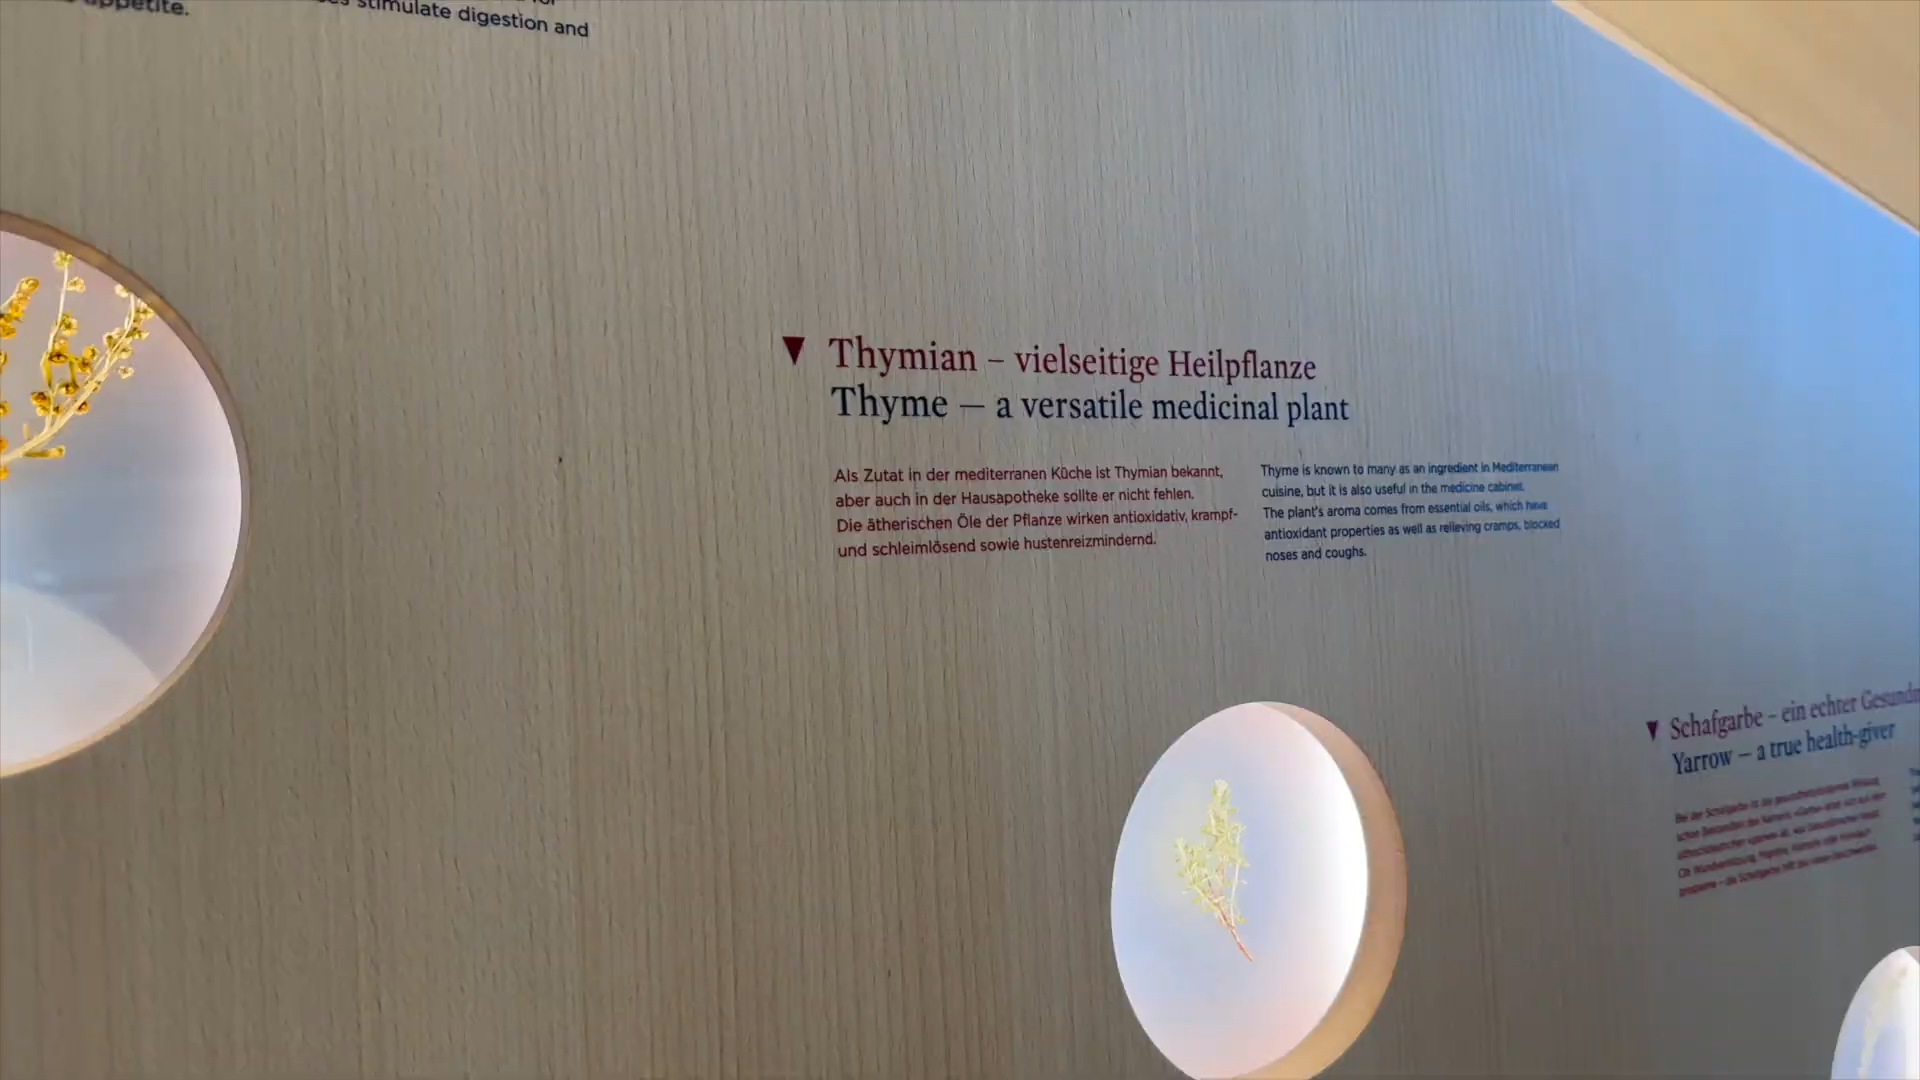 appetite.
stimulate digestion and
Thymian – vielseitige Heilpflanze
Thyme — a versatile medicinal plant
Als Zutat in der mediterranen Küche ist Thymian bekannt,
aber auch in der Hausapotheke sollte er nicht fehlen.
Die ätherischen Öle der Pflanze wirken antioxidativ, krampf-
und schleimlösend sowie hustenreizmindernd.
Thyme is known to many as an ingredient in Mediterranean
cuisine, but it is also useful in the medicine cabinet.
The plant's aroma comes from essential oils, which have
antioxidant properties as well as relieving cramps, blocked
noses and coughs.
Schafgarbe – ein echter
Yarrow — a true health-giver